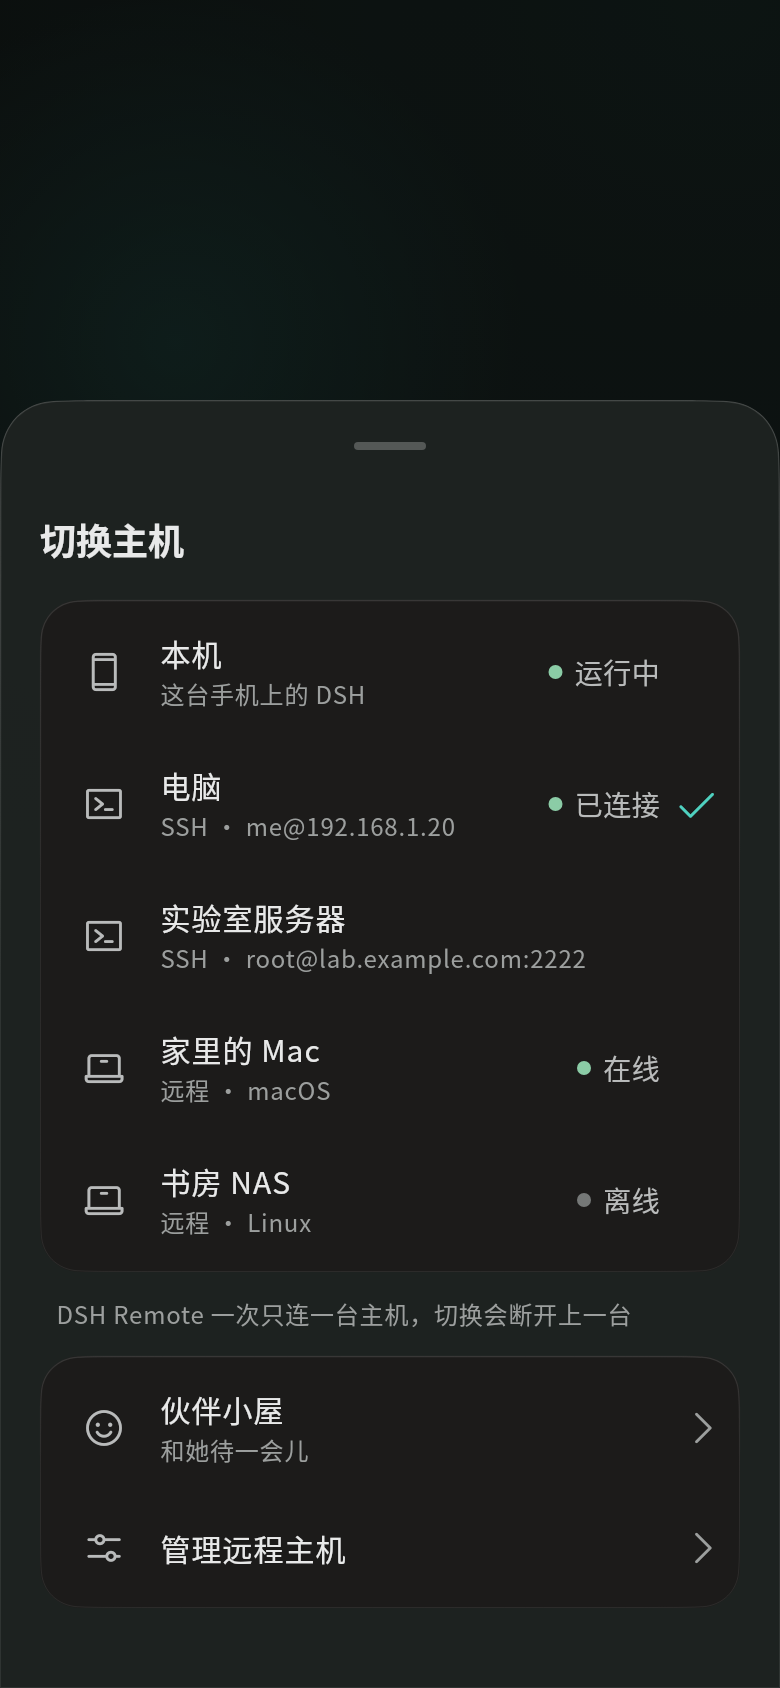 切换主机
本机
这台手机上的 DSH
运行中
电脑
SSH · me@192.168.1.20
已连接
实验室服务器
SSH · root@lab.example.com:2222
家里的 Mac
远程 · macOS
在线
书房 NAS
远程 · Linux
离线
DSH Remote 一次只连一台主机，切换会断开上一台
伙伴小屋
和她待一会儿
管理远程主机